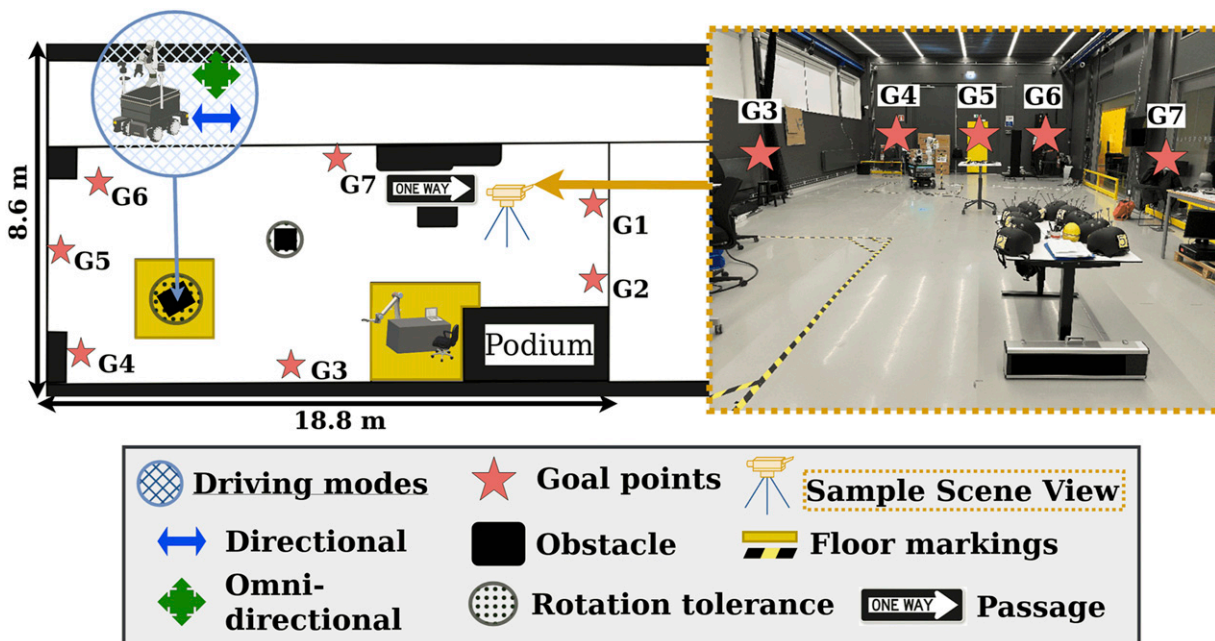 8.6 m
18.8 m
G6
G7
ONE WAY
G1
G5
G2
G4
G3
Podium
G3
G4
G5
G6
G7
Driving modes
Goal points
Sample Scene View
Directional
Obstacle
Floor markings
Omni-
directional
Rotation tolerance
ONE WAY
Passage